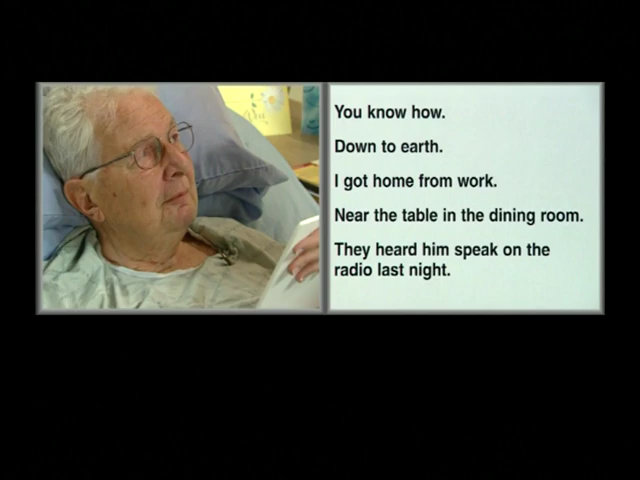 You know how.
Down to earth.
I got home from work.
Near the table in the dining room.
They heard him speak on the
radio last night.